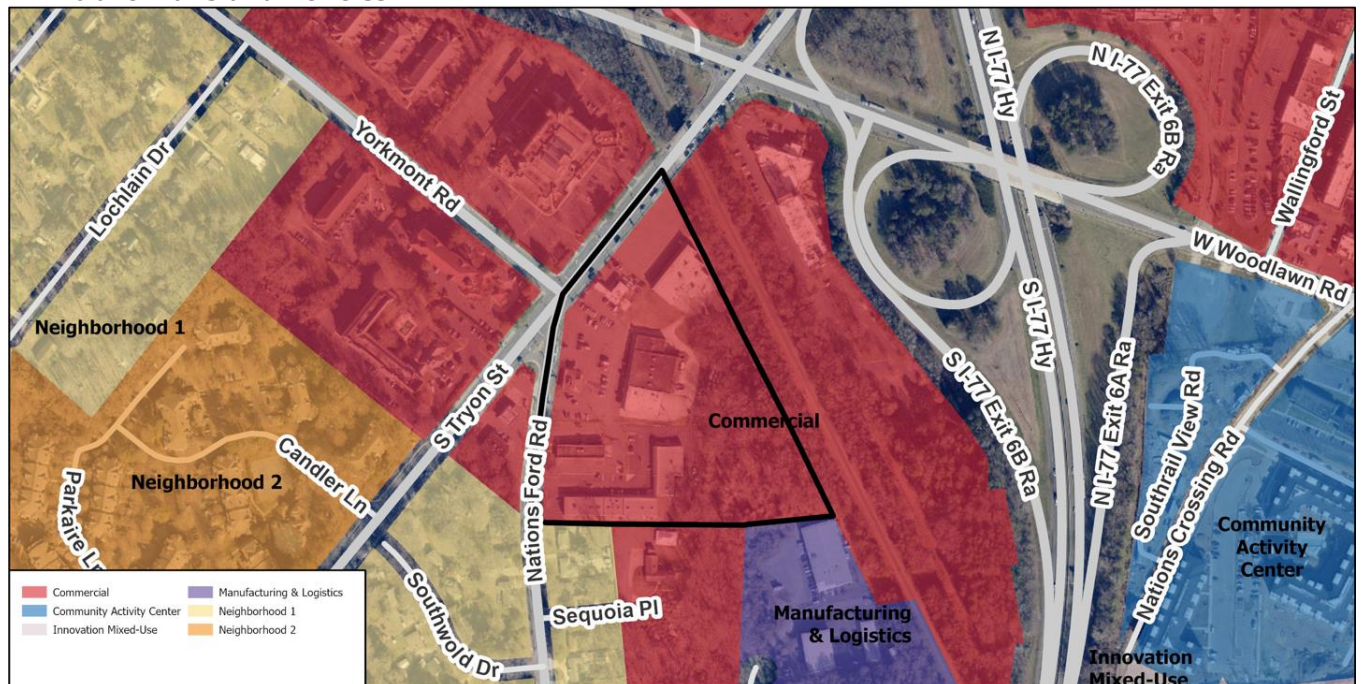 N I-77 Hy
N I-77 Exit 6B Ra
Wallingford St
Lochlain Dr
Yorkmont Rd
W Woodlawn Rd
S I-77 Hy
Neighborhood 1
S I-77 Exit 6B Ra
N I-77 Exit 6A Ra
Southrail View Rd
Nations Crossing Rd
S Tryon St
Commercial
Neighborhood 2
Candler Ln
Nations Ford Rd
Parkaire Ln
Community
Activity
Center
Southwold Dr
Sequoia Pl
Manufacturing
& Logistics
Innovation
Mixed-Use
Commercial
Community Activity Center
Innovation Mixed-Use
Manufacturing & Logistics
Neighborhood 1
Neighborhood 2